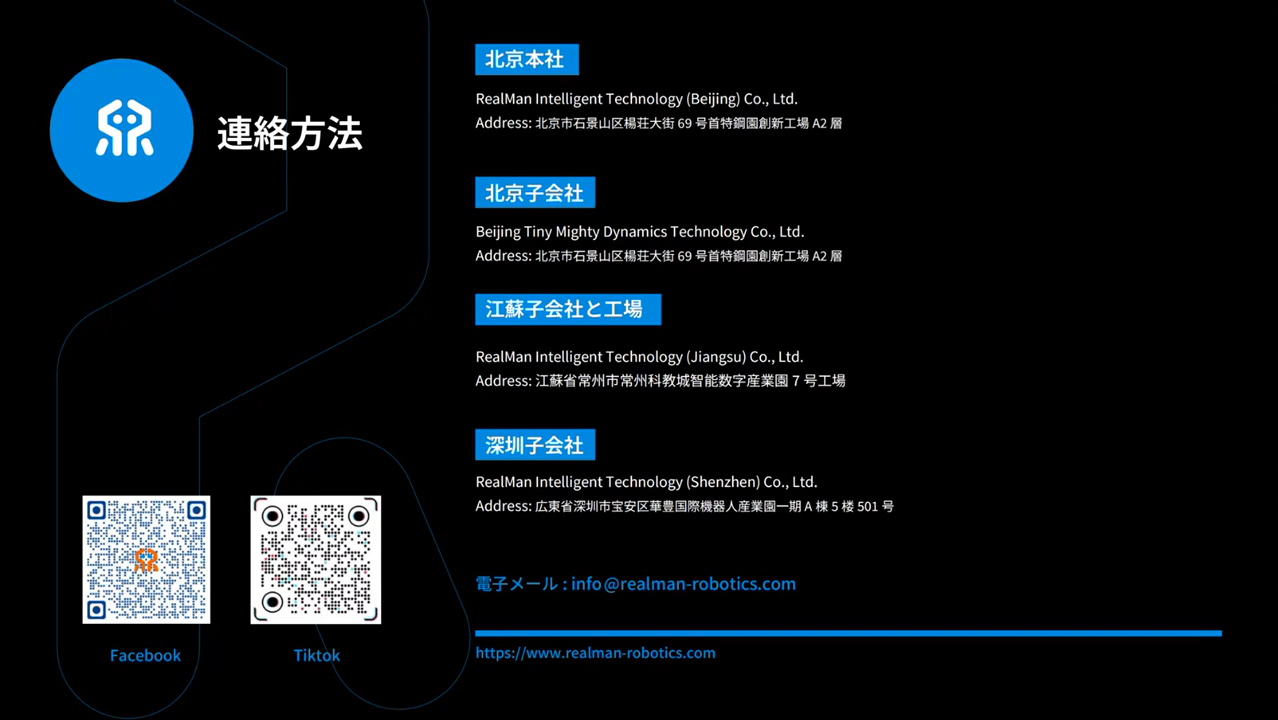 連絡方法
北京本社
RealMan Intelligent Technology (Beijing) Co., Ltd.
Address: 北京市石景山区楊荘大街 69 号首特鋼園創新工場 A2 層
北京子会社
Beijing Tiny Mighty Dynamics Technology Co., Ltd.
Address: 北京市石景山区楊荘大街 69 号首特鋼園創新工場 A2 層
江蘇子会社と工場
RealMan Intelligent Technology (Jiangsu) Co., Ltd.
Address: 江蘇省常州市常州科教城智能数字産業園 7 号工場
深圳子会社
RealMan Intelligent Technology (Shenzhen) Co., Ltd.
Address: 広東省深圳市宝安区華豊国際機器人産業園一期 A 棟 5 楼 501 号
電子メール : info@realman-robotics.com
https://www.realman-robotics.com
Facebook
Tiktok